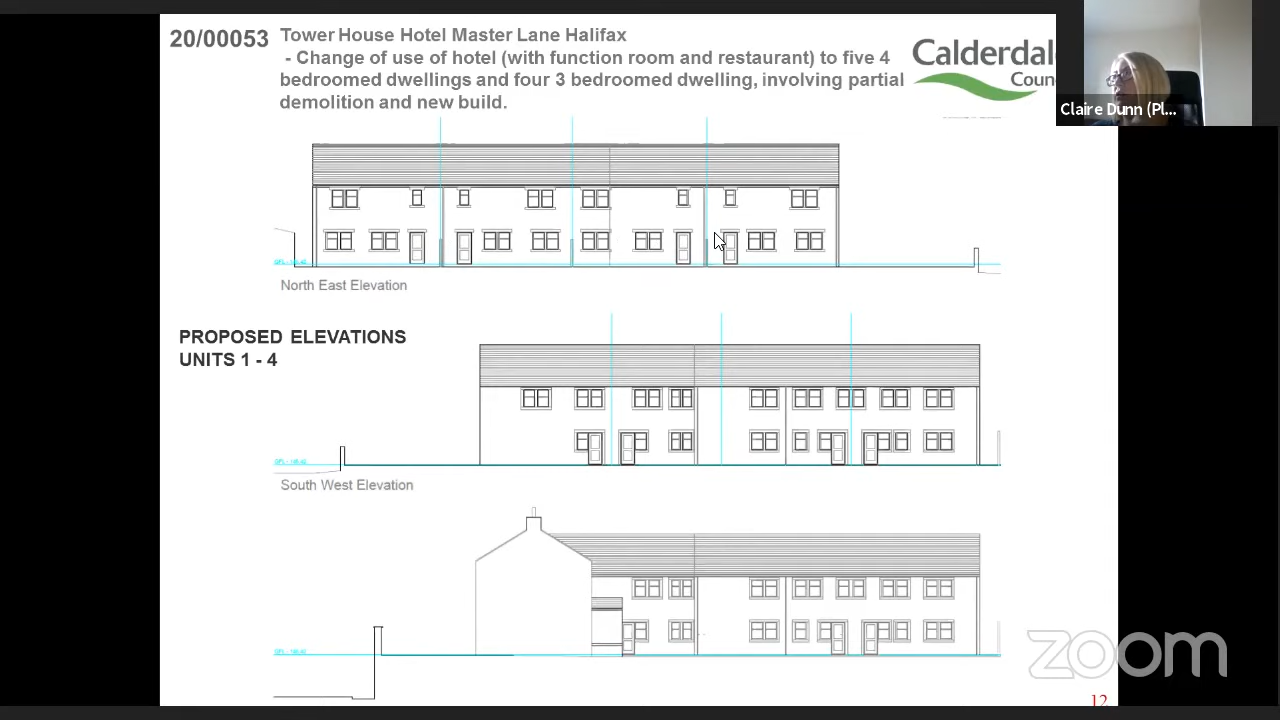 20/00053
Tower House Hotel Master Lane Halifax
- Change of use of hotel (with function room and restaurant) to five 4
bedroomed dwellings and four 3 bedroomed dwelling, involving partial
demolition and new build.
Calderdal
Counc
Claire Dunn (Pl...
North East Elevation
PROPOSED ELEVATIONS
UNITS 1 - 4
South West Elevation
zoom
12